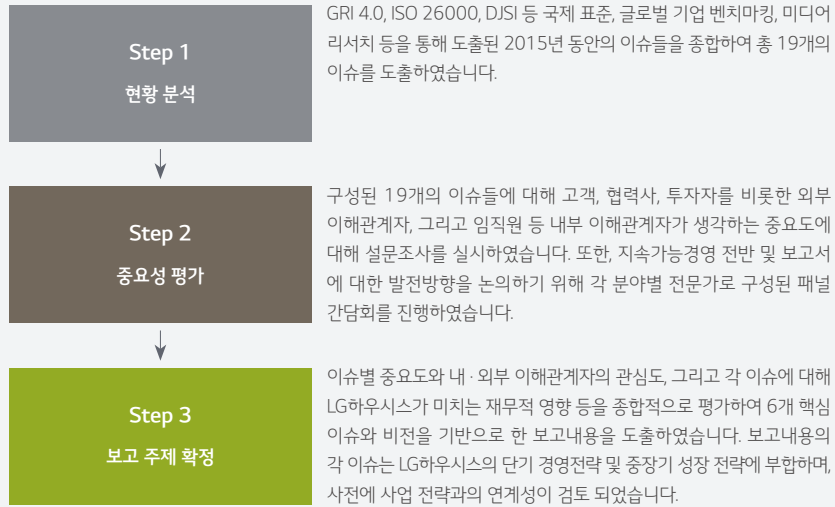 Step 1
현황 분석
GRI 4.0, ISO 26000, DJSI 등 국제 표준, 글로벌 기업 벤치마킹, 미디어
리서치 등을 통해 도출된 2015년 동안의 이슈들을 종합하여 총 19개의
이슈를 도출하였습니다.
Step 2
중요성 평가
구성된 19개의 이슈들에 대해 고객, 협력사, 투자자를 비롯한 외부
이해관계자, 그리고 임직원 등 내부 이해관계자가 생각하는 중요도에
대해 설문조사를 실시하였습니다. 또한, 지속가능경영 전반 및 보고서
에 대한 발전방향을 논의하기 위해 각 분야별 전문가로 구성된 패널
간담회를 진행하였습니다.
Step 3
보고 주제 확정
이슈별 중요도와 내 · 외부 이해관계자의 관심도, 그리고 각 이슈에 대해
LG하우시스가 미치는 재무적 영향 등을 종합적으로 평가하여 6개 핵심
이슈와 비전을 기반으로 한 보고내용을 도출하였습니다. 보고내용의
각 이슈는 LG하우시스의 단기 경영전략 및 중장기 성장 전략에 부합하며,
사전에 사업 전략과의 연계성이 검토 되었습니다.